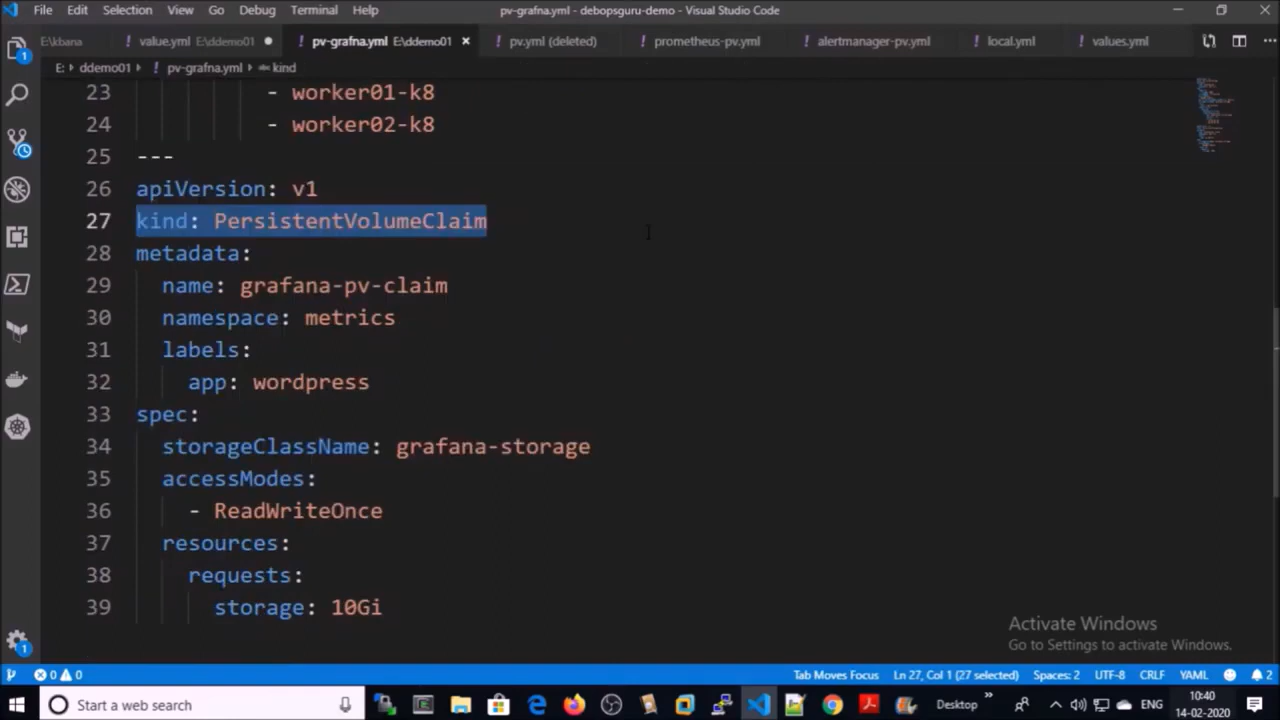 File Edit Selection View Go Debug Terminal Help pv-grafna.yml - debopsguru-demo - Visual Studio Code
E:\kbana ! value.yml E:\ddemo01 ● ! pv-grafna.yml E:\ddemo01 × ! pv.yml (deleted) ! prometheus-pv.yml ! alertmanager-pv.yml ! local.yml ! values.yml
E: › ddemo01 › ! pv-grafna.yml › kind
23 - worker01-k8
24 - worker02-k8
25 ---
26 apiVersion: v1
27 kind: PersistentVolumeClaim
28 metadata:
29 name: grafana-pv-claim
30 namespace: metrics
31 labels:
32 app: wordpress
33 spec:
34 storageClassName: grafana-storage
35 accessModes:
36 - ReadWriteOnce
37 resources:
38 requests:
39 storage: 10Gi
Activate Windows
Go to Settings to activate Windows.
0 0 Tab Moves Focus Ln 27, Col 1 (27 selected) Spaces: 2 UTF-8 CRLF YAML 2
Start a web search Desktop » ENG 10:40
14-02-2020